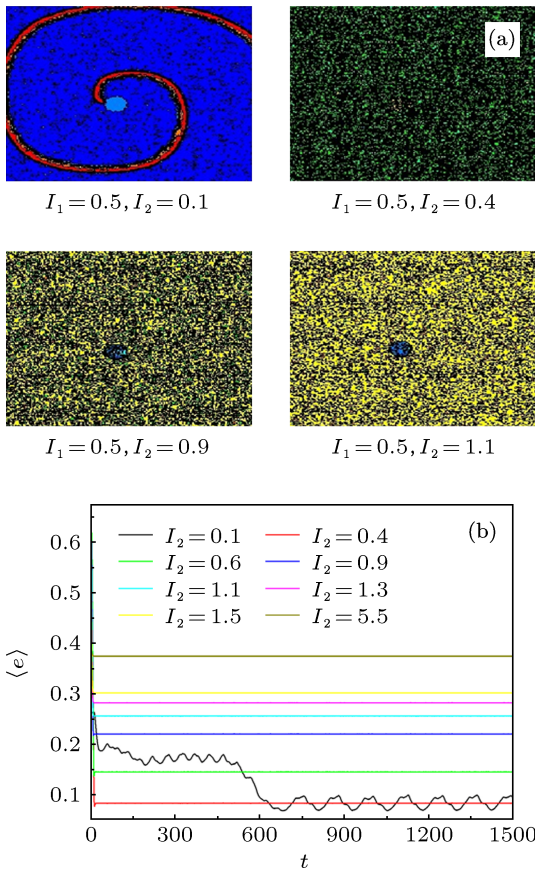 (a)
I₁=0.5, I₂=0.1
I₁=0.5, I₂=0.4
I₁=0.5, I₂=0.9
I₁=0.5, I₂=1.1
(b)
I₂=0.1
I₂=0.4
I₂=0.6
I₂=0.9
I₂=1.1
I₂=1.3
I₂=1.5
I₂=5.5
⟨e⟩
0.6
0.5
0.4
0.3
0.2
0.1
0 300 600 900 1200 1500
t